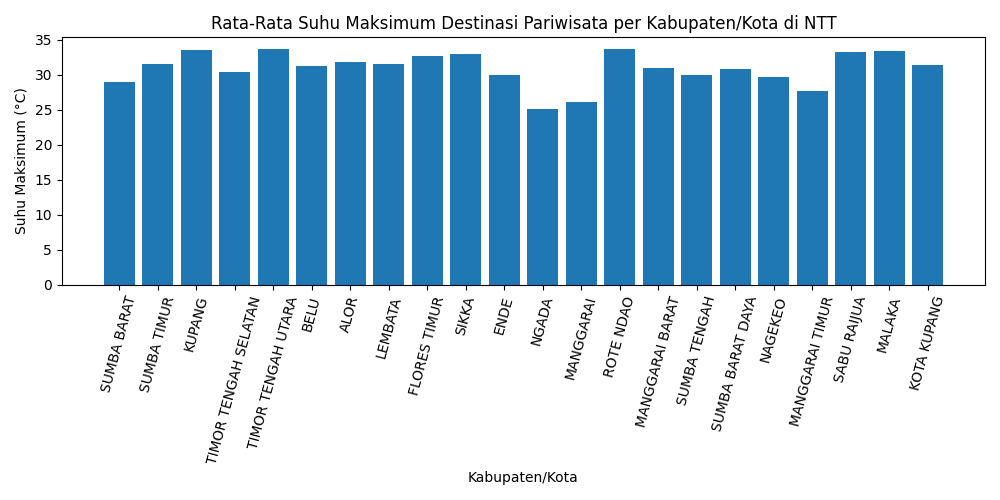 Rata-Rata Suhu Maksimum Destinasi Pariwisata per Kabupaten/Kota di NTT
Suhu Maksimum (°C)
35
30
25
20
15
10
5
0
SUMBA BARAT
SUMBA TIMUR
KUPANG
TIMOR TENGAH SELATAN
TIMOR TENGAH UTARA
BELU
ALOR
LEMBATA
FLORES TIMUR
SIKKA
ENDE
NGADA
MANGGARAI
ROTE NDAO
MANGGARAI BARAT
SUMBA TENGAH
SUMBA BARAT DAYA
NAGEKEO
MANGGARAI TIMUR
SABU RAIJUA
MALAKA
KOTA KUPANG
Kabupaten/Kota